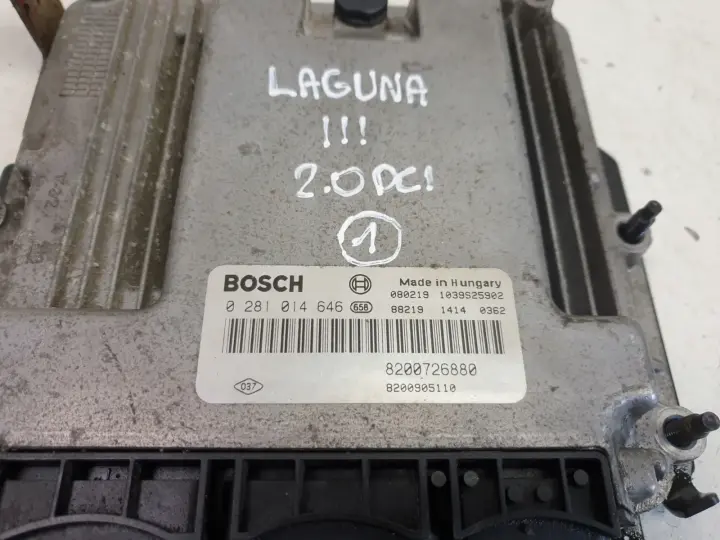 LAGUNA
III
2.0 DCI
1
BOSCH
Made in Hungary
080219 1039S25902
0 281 014 646 658
88219 1414 0362
8200726880
037
8200905110